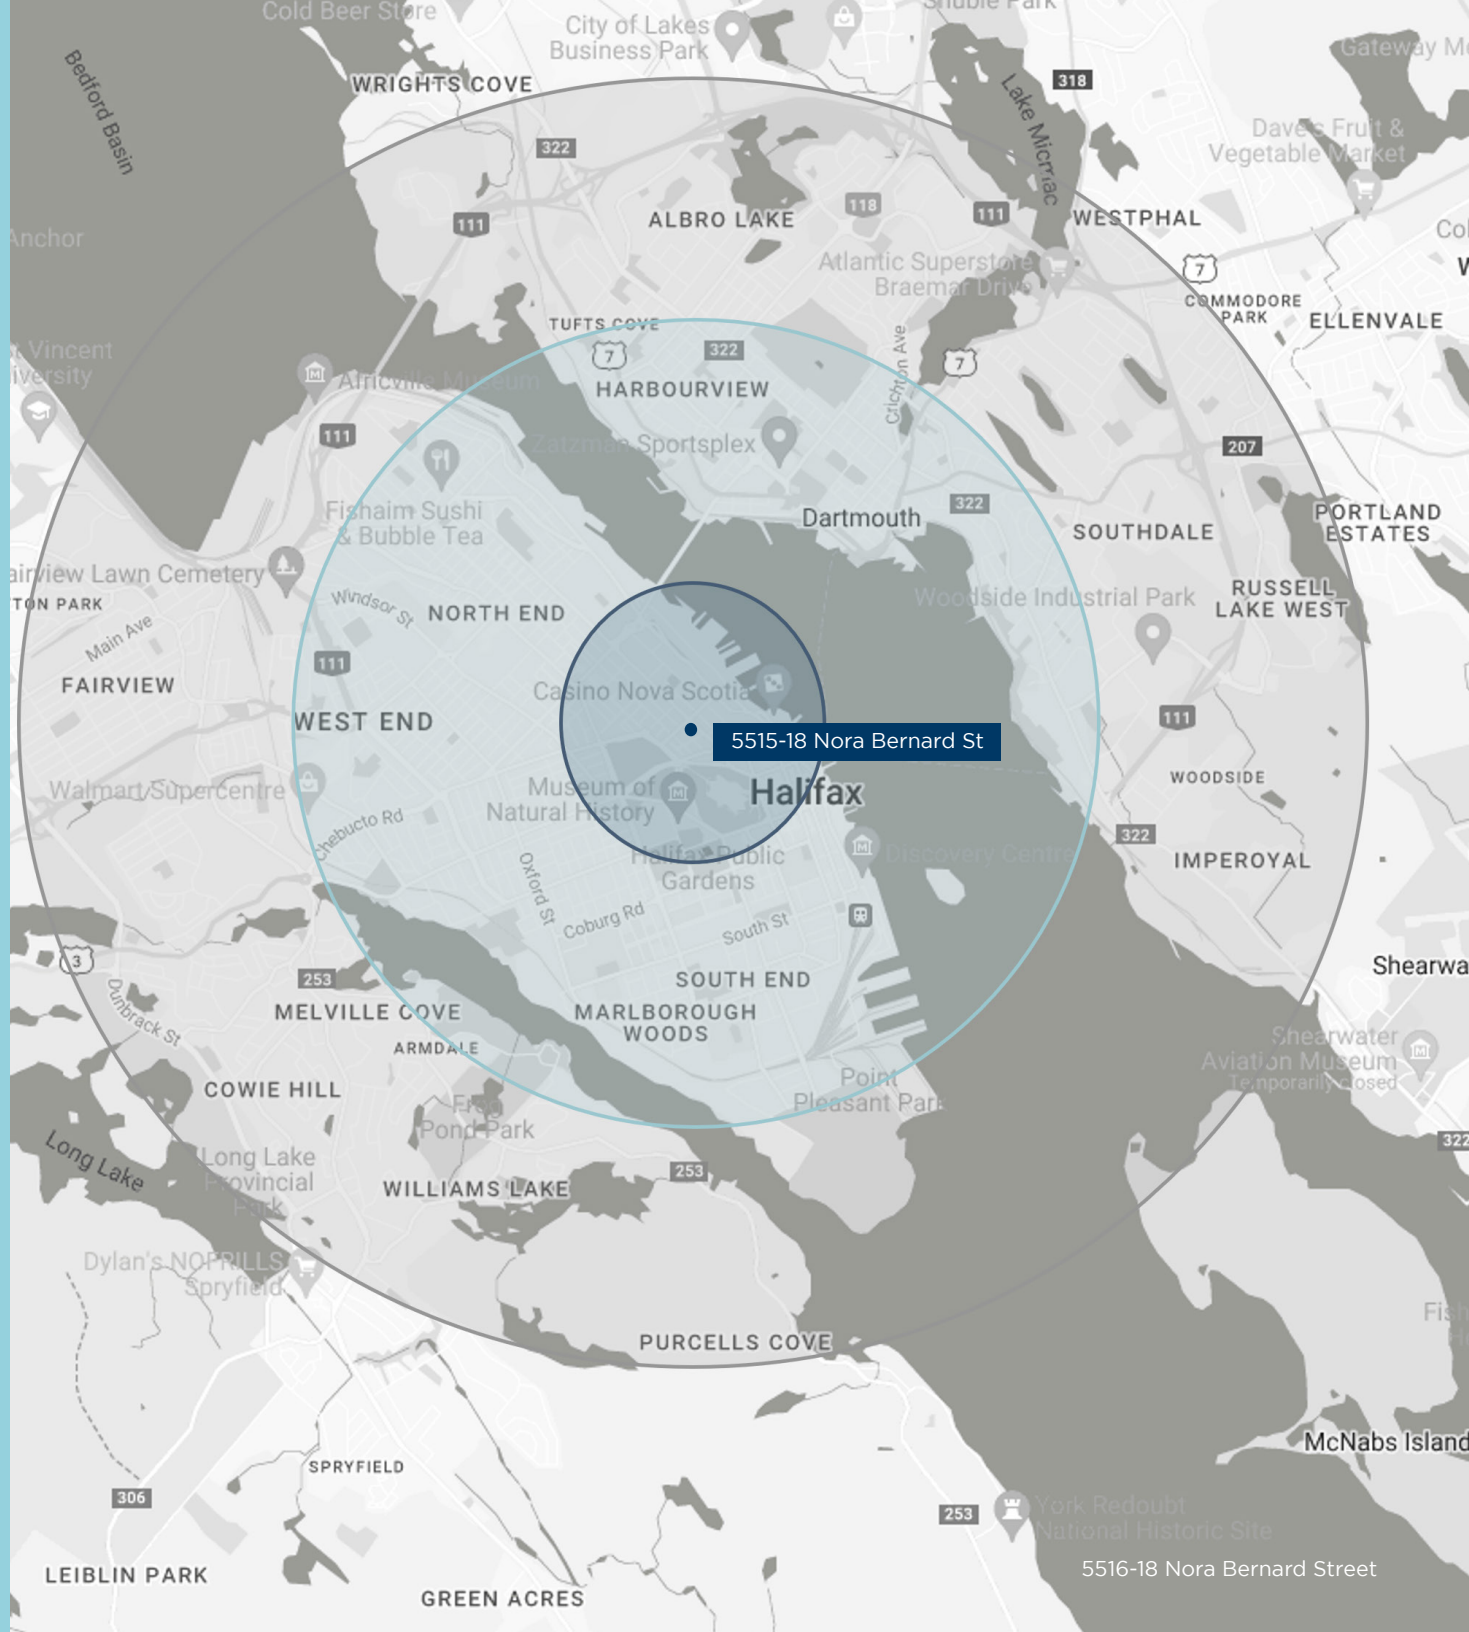 Cold Beer Store
City of Lakes
Business Park
Shubie Park
Gateway
Bedford Basin
WRIGHTS COVE
318
Lake Micmac
Dave's Fruit &
Vegetable Market
322
111
ALBRO LAKE
118
111
WESTPHAL
Anchor
Atlantic Superstore
Braemar Drive
7
COMMODORE
PARK
ELLENVALE
TUFTS COVE
7
322
Crichton Ave
7
Vincent
Africville Museum
HARBOURVIEW
111
Zatzman Sportsplex
207
Fishaim Sushi
& Bubble Tea
Dartmouth
322
SOUTHDALE
PORTLAND
ESTATES
airview Lawn Cemetery
TON PARK
Windsor St
NORTH END
Woodside Industrial Park
RUSSELL
LAKE WEST
Main Ave
111
FAIRVIEW
Casino Nova Scotia
WEST END
111
5515-18 Nora Bernard St
Walmart Supercentre
Museum of
Natural History
Halifax
WOODSIDE
Chebucto Rd
322
Halifax Public
Gardens
Discovery Centre
IMPEROYAL
Oxford St
Coburg Rd
South St
3
253
SOUTH END
Shearwa
Dunbrack St
MELVILLE COVE
MARLBOROUGH
WOODS
ARMDALE
Shearwater
Aviation Museum
Temporarily closed
COWIE HILL
Point
Pleasant Park
Frog
Pond Park
322
Long Lake
Long Lake
Provincial
Park
253
WILLIAMS LAKE
Dylan's NOFRILLS
Spryfield
Fish
PURCELLS COVE
McNabs Island
SPRYFIELD
306
253
York Redoubt
National Historic Site
5516-18 Nora Bernard Street
LEIBLIN PARK
GREEN ACRES